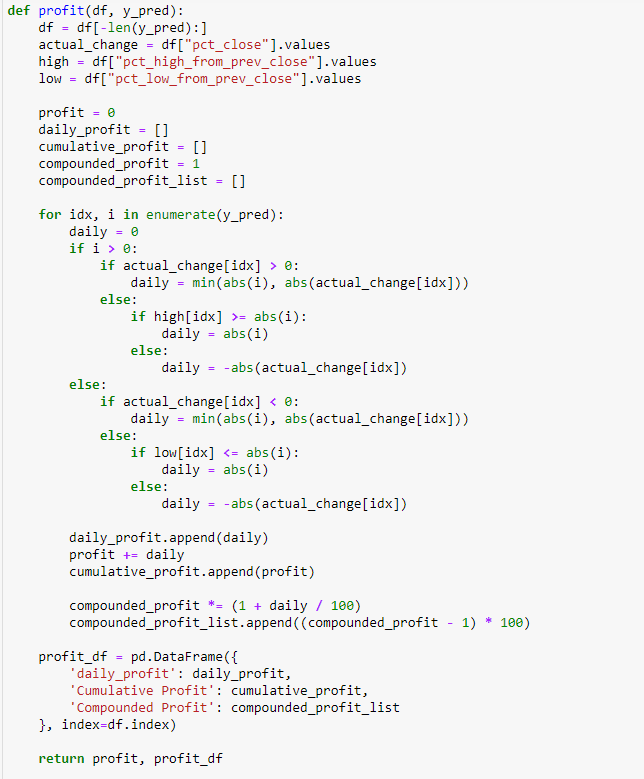 def profit(df, y_pred):
    df = df[-len(y_pred):]
    actual_change = df["pct_close"].values
    high = df["pct_high_from_prev_close"].values
    low = df["pct_low_from_prev_close"].values

    profit = 0
    daily_profit = []
    cumulative_profit = []
    compounded_profit = 1
    compounded_profit_list = []

    for idx, i in enumerate(y_pred):
        daily = 0
        if i > 0:
            if actual_change[idx] > 0:
                daily = min(abs(i), abs(actual_change[idx]))
            else:
                if high[idx] >= abs(i):
                    daily = abs(i)
                else:
                    daily = -abs(actual_change[idx])
        else:
            if actual_change[idx] < 0:
                daily = min(abs(i), abs(actual_change[idx]))
            else:
                if low[idx] <= abs(i):
                    daily = abs(i)
                else:
                    daily = -abs(actual_change[idx])

        daily_profit.append(daily)
        profit += daily
        cumulative_profit.append(profit)

        compounded_profit *= (1 + daily / 100)
        compounded_profit_list.append((compounded_profit - 1) * 100)

    profit_df = pd.DataFrame({
        'daily_profit': daily_profit,
        'Cumulative Profit': cumulative_profit,
        'Compounded Profit': compounded_profit_list
    }, index=df.index)

    return profit, profit_df